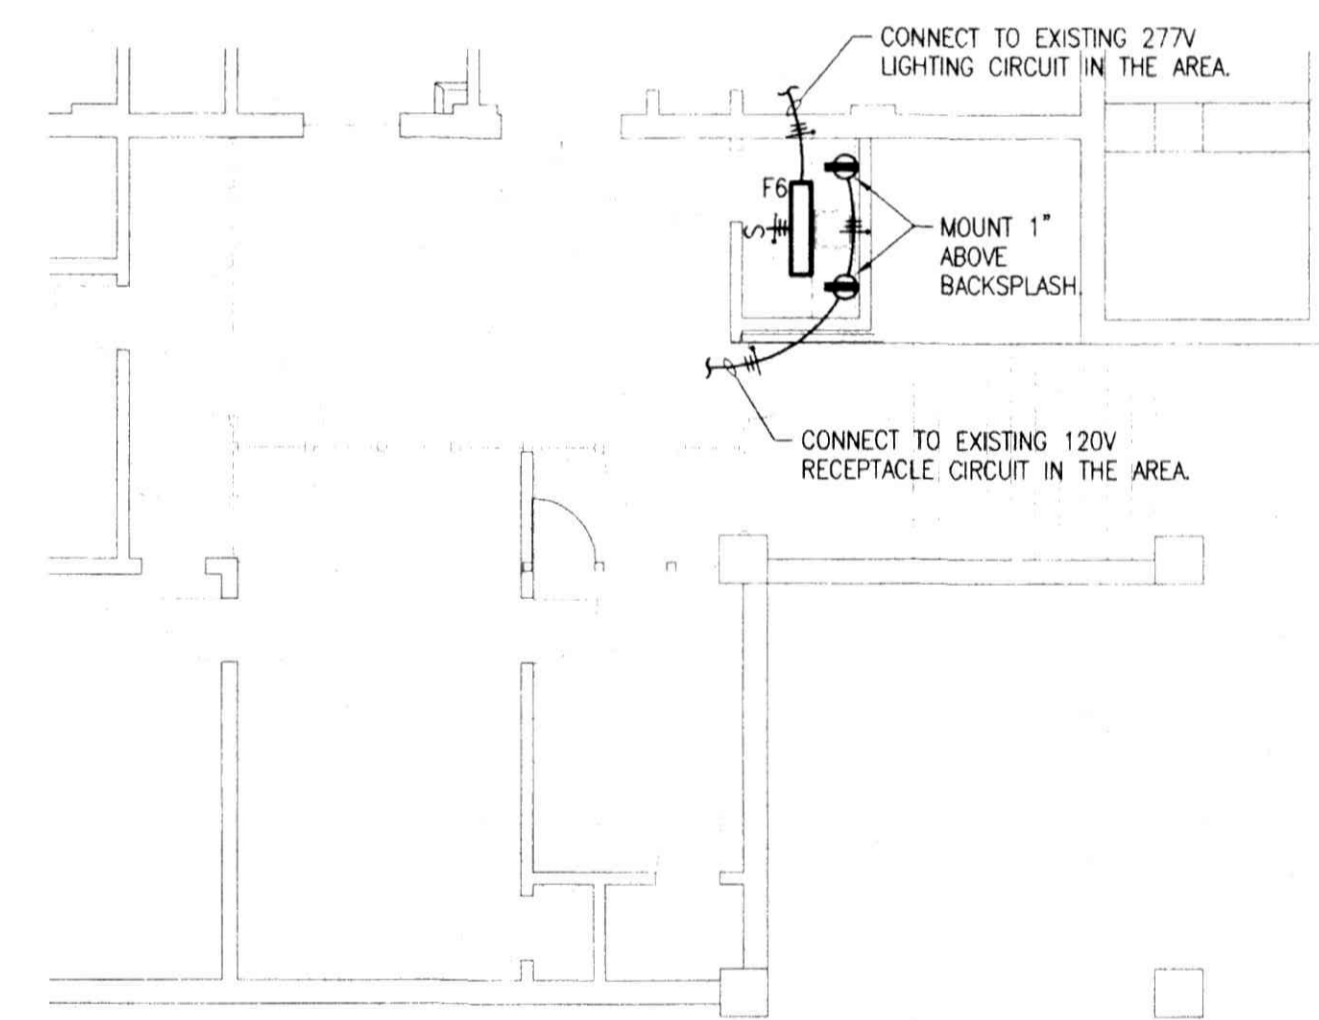 CONNECT TO EXISTING 277V
LIGHTING CIRCUIT IN THE AREA.
F6
S
MOUNT 1"
ABOVE
BACKSPLASH.
CONNECT TO EXISTING 120V
RECEPTACLE CIRCUIT IN THE AREA.